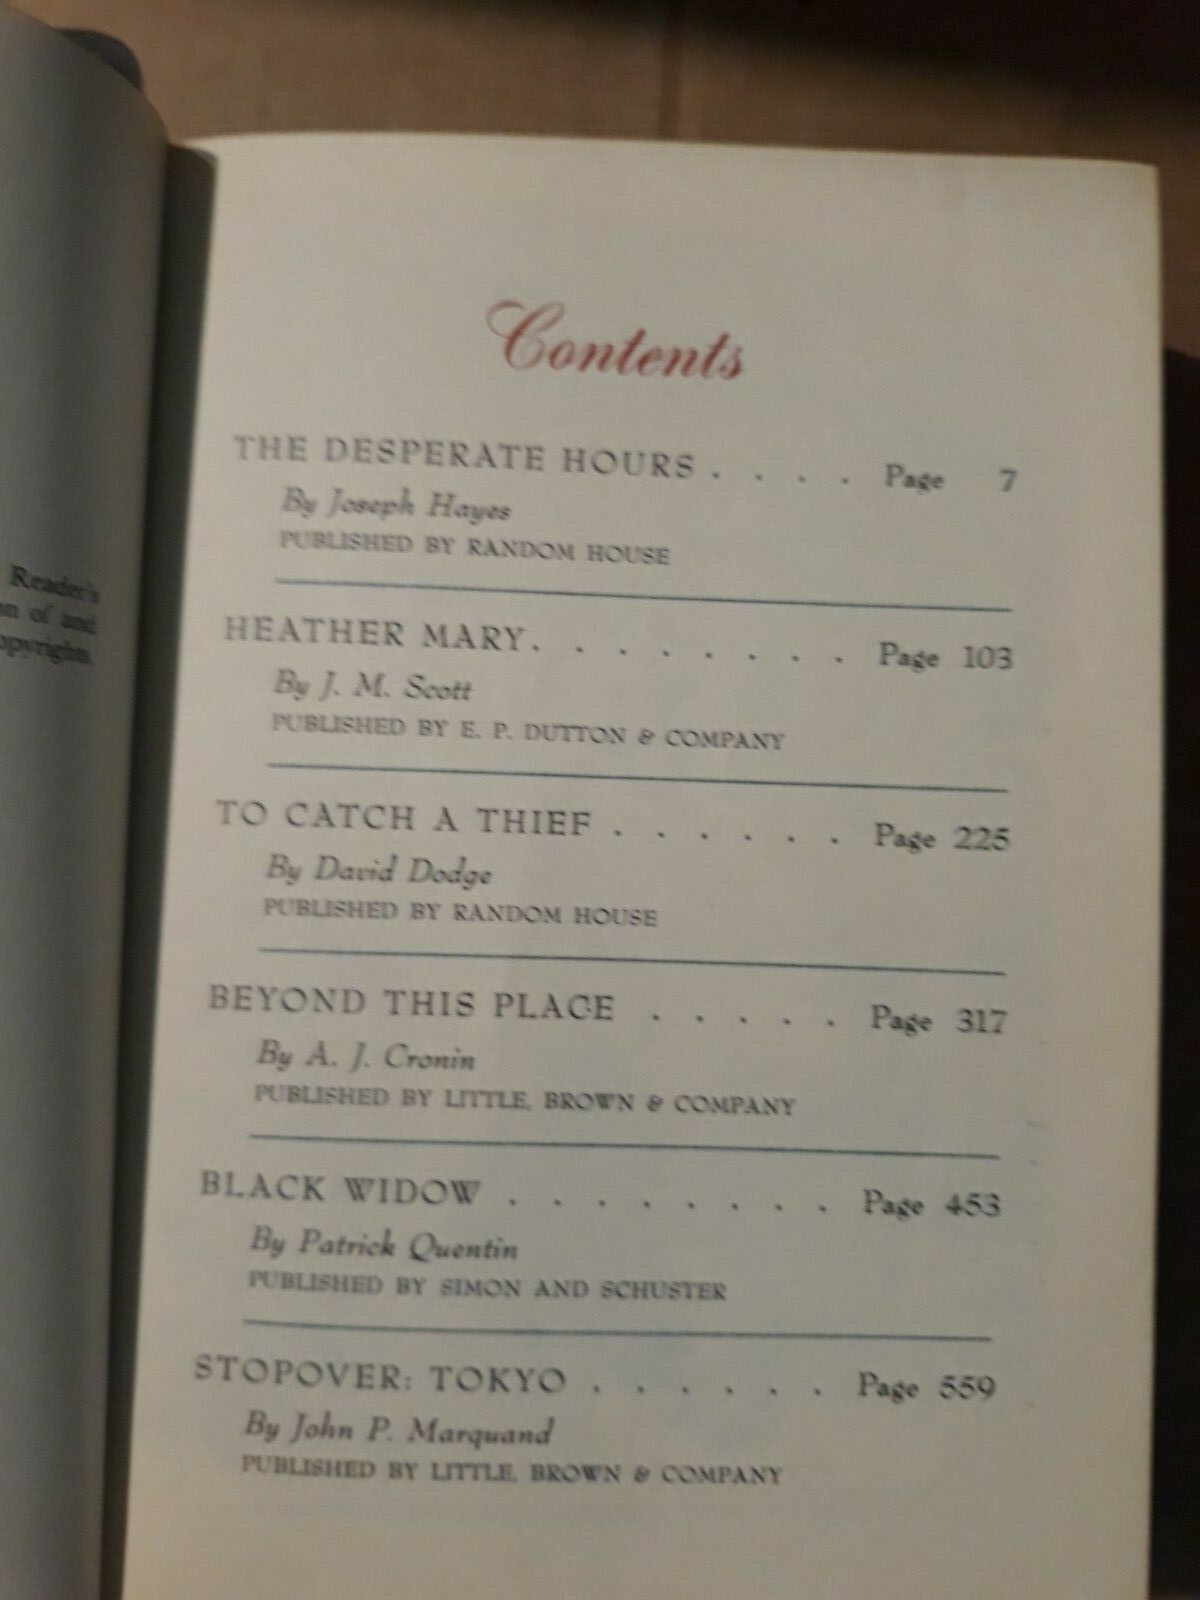 Reader's
of and
Contents
THE DESPERATE HOURS . . . . Page 7
By Joseph Hayes
PUBLISHED BY RANDOM HOUSE
HEATHER MARY. . . . . . . . Page 103
By J. M. Scott
PUBLISHED BY E. P. DUTTON & COMPANY
TO CATCH A THIEF . . . . . . Page 225
By David Dodge
PUBLISHED BY RANDOM HOUSE
BEYOND THIS PLACE . . . . . Page 317
By A. J. Cronin
PUBLISHED BY LITTLE, BROWN & COMPANY
BLACK WIDOW . . . . . . . . Page 453
By Patrick Quentin
PUBLISHED BY SIMON AND SCHUSTER
STOPOVER: TOKYO . . . . . . Page 559
By John P. Marquand
PUBLISHED BY LITTLE, BROWN & COMPANY